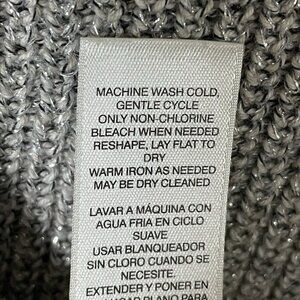 MACHINE WASH COLD,
GENTLE CYCLE
ONLY NON-CHLORINE
BLEACH WHEN NEEDED
RESHAPE, LAY FLAT TO
DRY
WARM IRON AS NEEDED
MAY BE DRY CLEANED
LAVAR A MÁQUINA CON
AGUA FRIA EN CICLO
SUAVE
USAR BLANQUEADOR
SIN CLORO CUANDO SE
NECESITE.
EXTENDER Y PONER EN
PLANO PARA